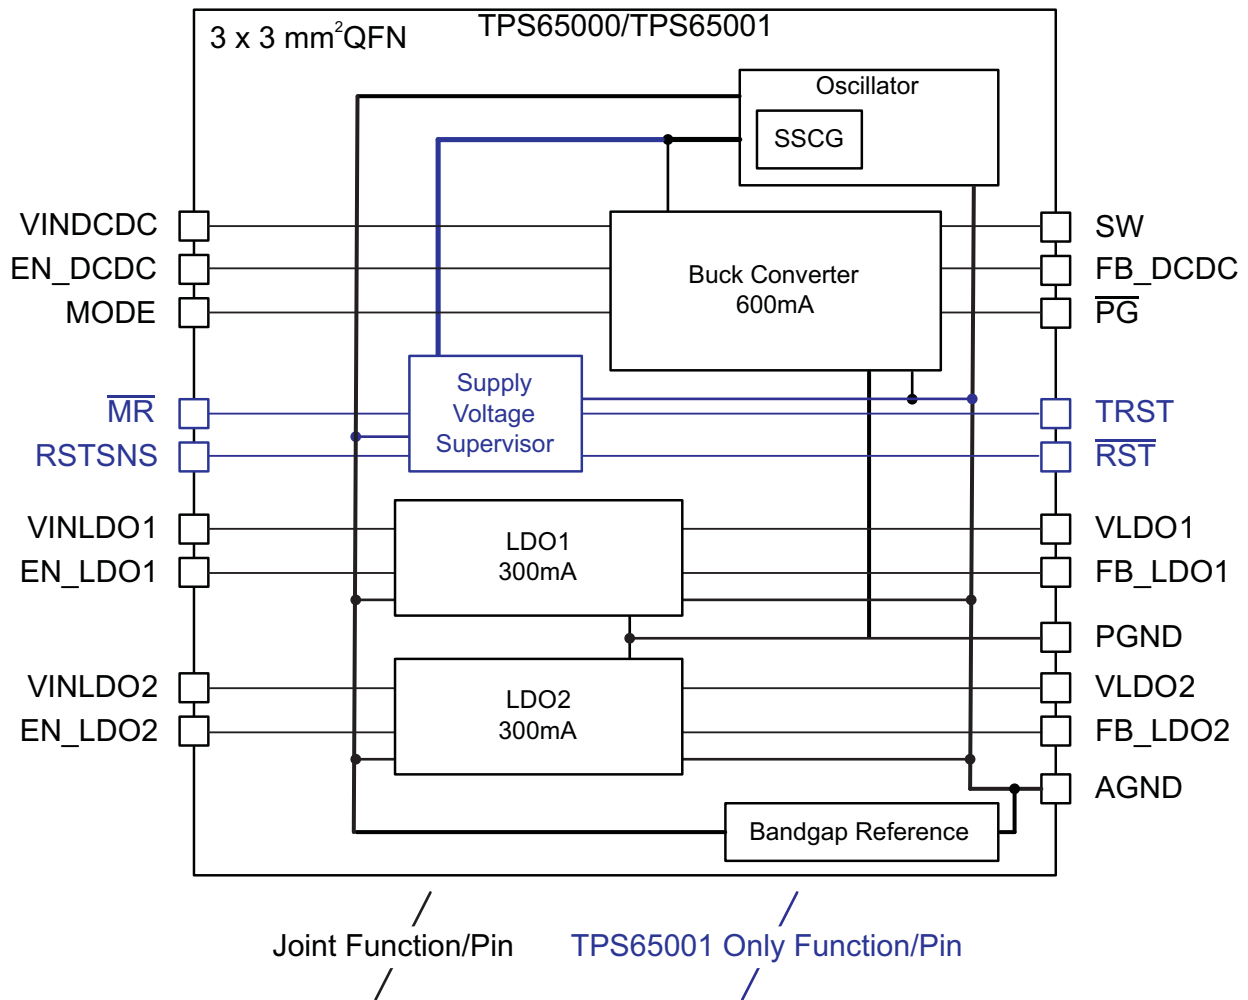 TPS65000/TPS65001
3 x 3 mm²QFN
Oscillator
SSCG
VINDCDC
EN_DCDC
MODE
Buck Converter
600mA
SW
FB_DCDC
PG
MR
RSTSNS
Supply
Voltage
Supervisor
TRST
RST
VINLDO1
EN_LDO1
LDO1
300mA
VLDO1
FB_LDO1
PGND
VINLDO2
EN_LDO2
LDO2
300mA
VLDO2
FB_LDO2
AGND
Bandgap Reference
Joint Function/Pin
TPS65001 Only Function/Pin